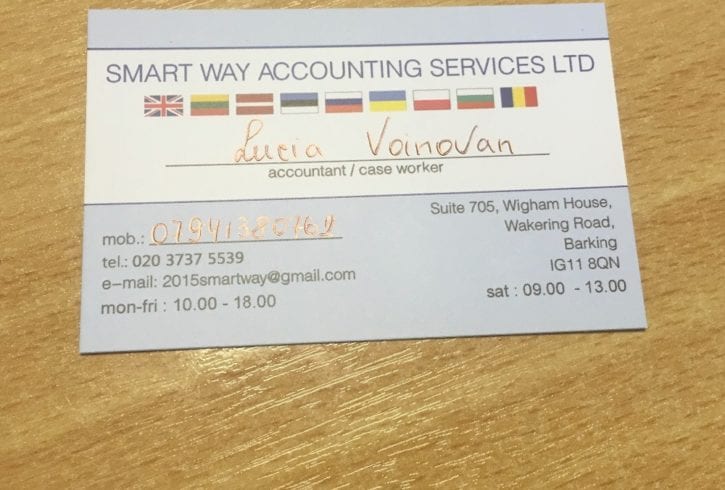 SMART WAY ACCOUNTING SERVICES LTD
Lucia Voinovan
accountant / case worker
mob.:
tel.: 020 3737 5539
e-mail: 2015smartway@gmail.com
mon-fri : 10.00 - 18.00
Suite 705, Wigham House,
Wakering Road,
Barking
IG11 8QN
sat : 09.00 - 13.00